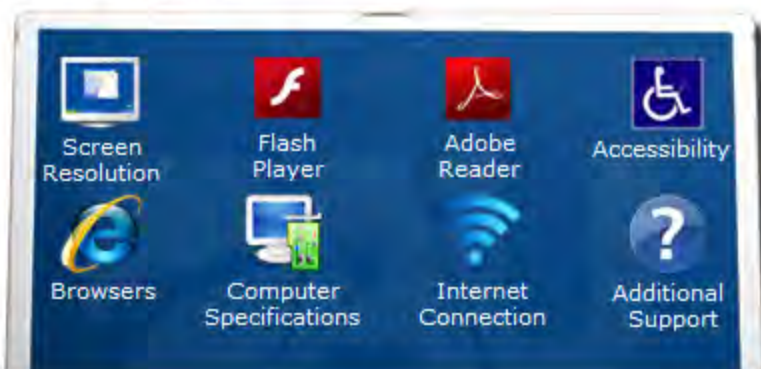 Screen
Resolution
Flash
Player
Adobe
Reader
Accessibility
Browsers
Computer
Specifications
Internet
Connection
Additional
Support